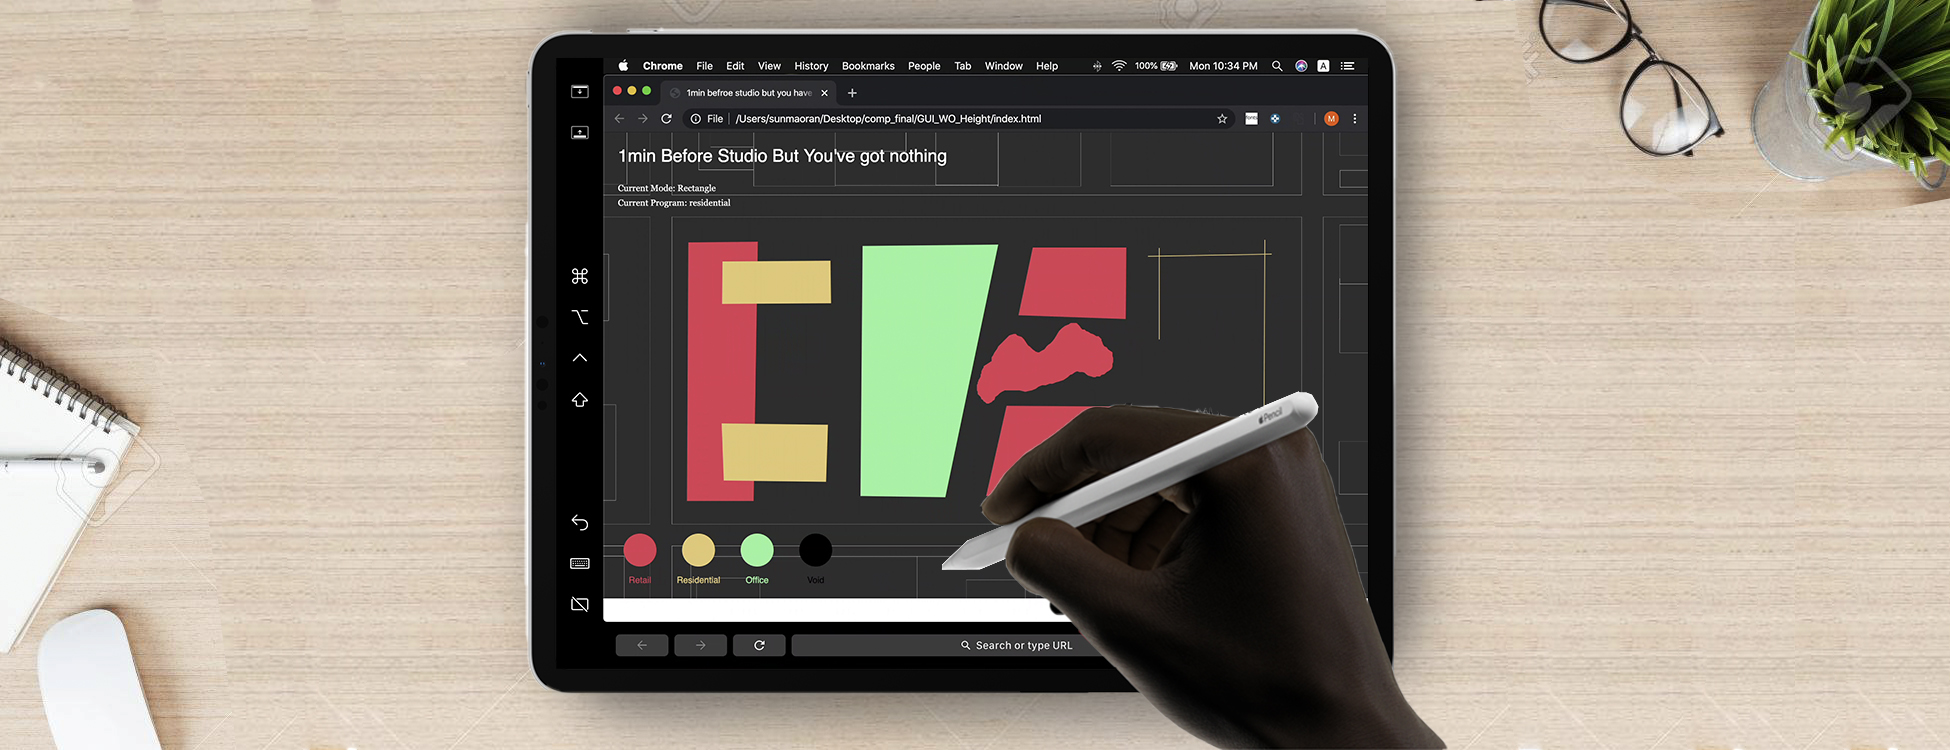 Chrome File Edit View History Bookmarks People Tab Window Help 100% Mon 10:34 PM A
1min befroe studio but you have
File /Users/sunmaoran/Desktop/comp_final/GUI_WO_Height/index.html M
1min Before Studio But You've got nothing
Current Mode: Rectangle
Current Program: residential
Pencil
Retail Residential Office Void
Search or type URL